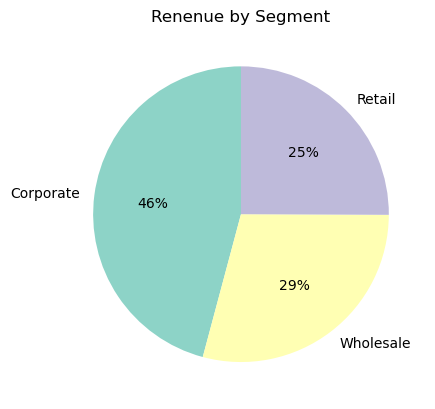 Renenue by Segment
Retail
25%
Corporate
46%
29%
Wholesale